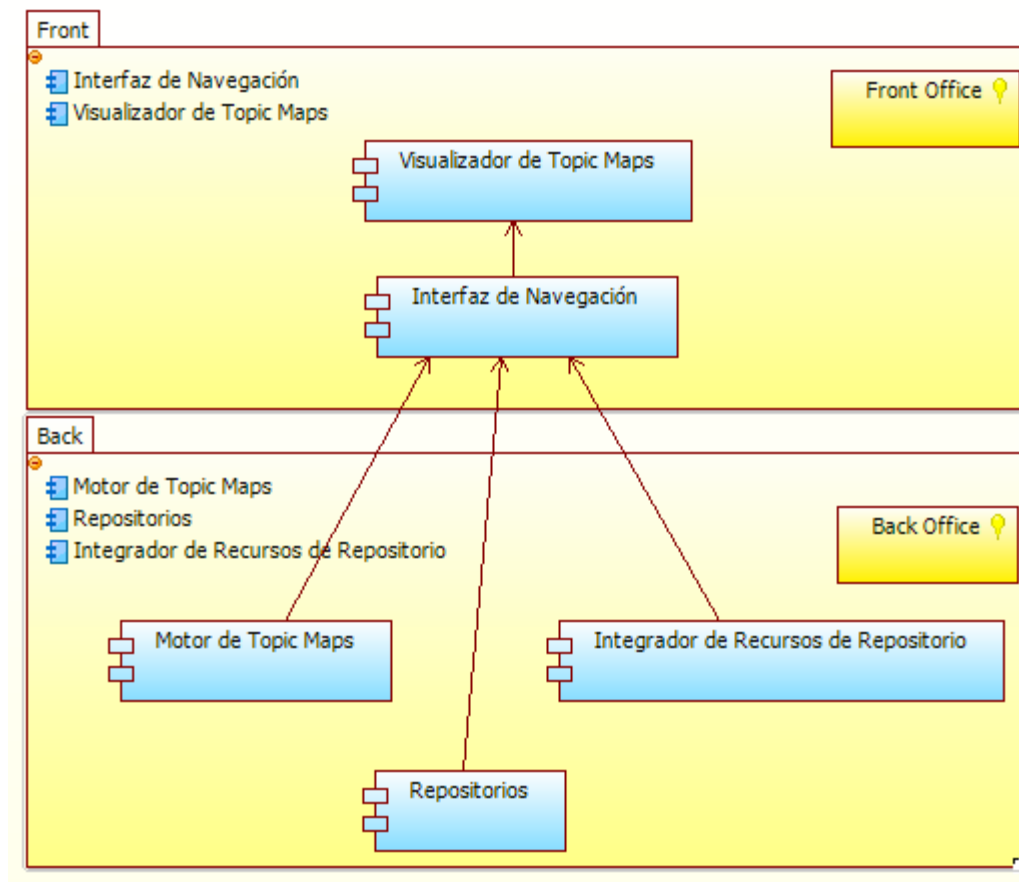 Front
Interfaz de Navegación
Visualizador de Topic Maps
Front Office
Visualizador de Topic Maps
Interfaz de Navegación
Back
Motor de Topic Maps
Repositorios
Integrador de Recursos de Repositorio
Back Office
Motor de Topic Maps
Integrador de Recursos de Repositorio
Repositorios